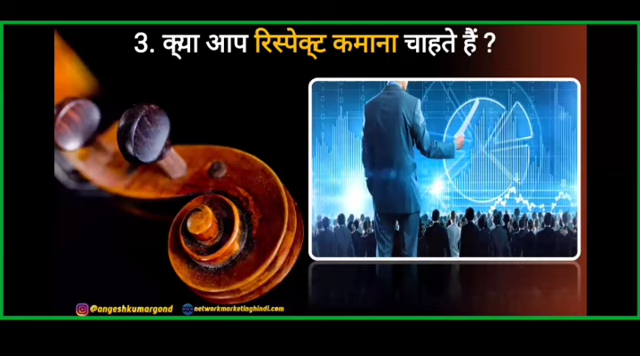 3. क्या आप रिस्पेक्ट कमाना चाहते हैं ?
@angeshkumargond networkmarketinghindi.com